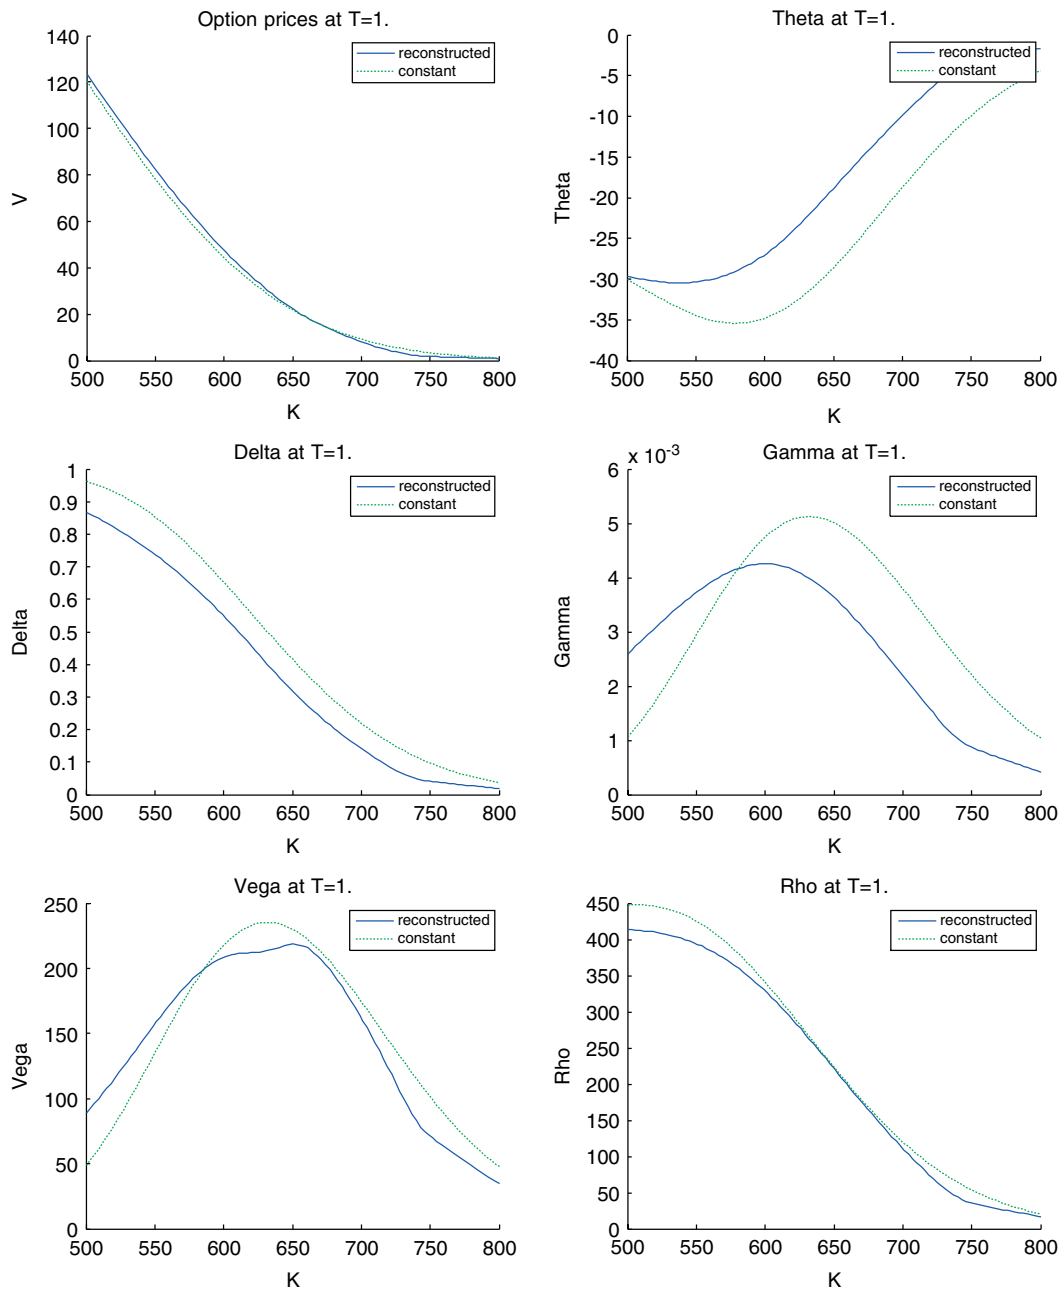 Option prices at T=1.
140
120
100
80
60
40
20
0
500 550 600 650 700 750 800
V
K
reconstructed
constant
Theta at T=1.
0
-5
-10
-15
-20
-25
-30
-35
-40
500 550 600 650 700 750 800
Theta
K
reconstructed
constant
Delta at T=1.
1
0.9
0.8
0.7
0.6
0.5
0.4
0.3
0.2
0.1
0
500 550 600 650 700 750 800
Delta
K
reconstructed
constant
x 10-3
Gamma at T=1.
6
5
4
3
2
1
0
500 550 600 650 700 750 800
Gamma
K
reconstructed
constant
Vega at T=1.
250
200
150
100
50
0
500 550 600 650 700 750 800
Vega
K
reconstructed
constant
Rho at T=1.
450
400
350
300
250
200
150
100
50
0
500 550 600 650 700 750 800
Rho
K
reconstructed
constant